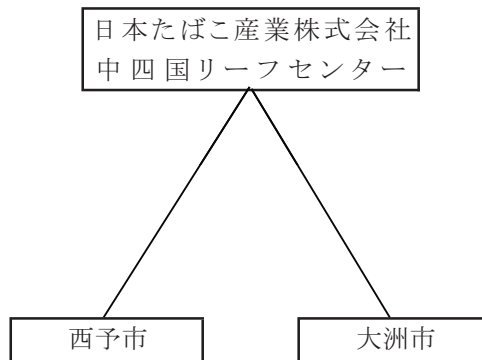 日本たばこ産業株式会社
中四国リーフセンター
西予市
大洲市